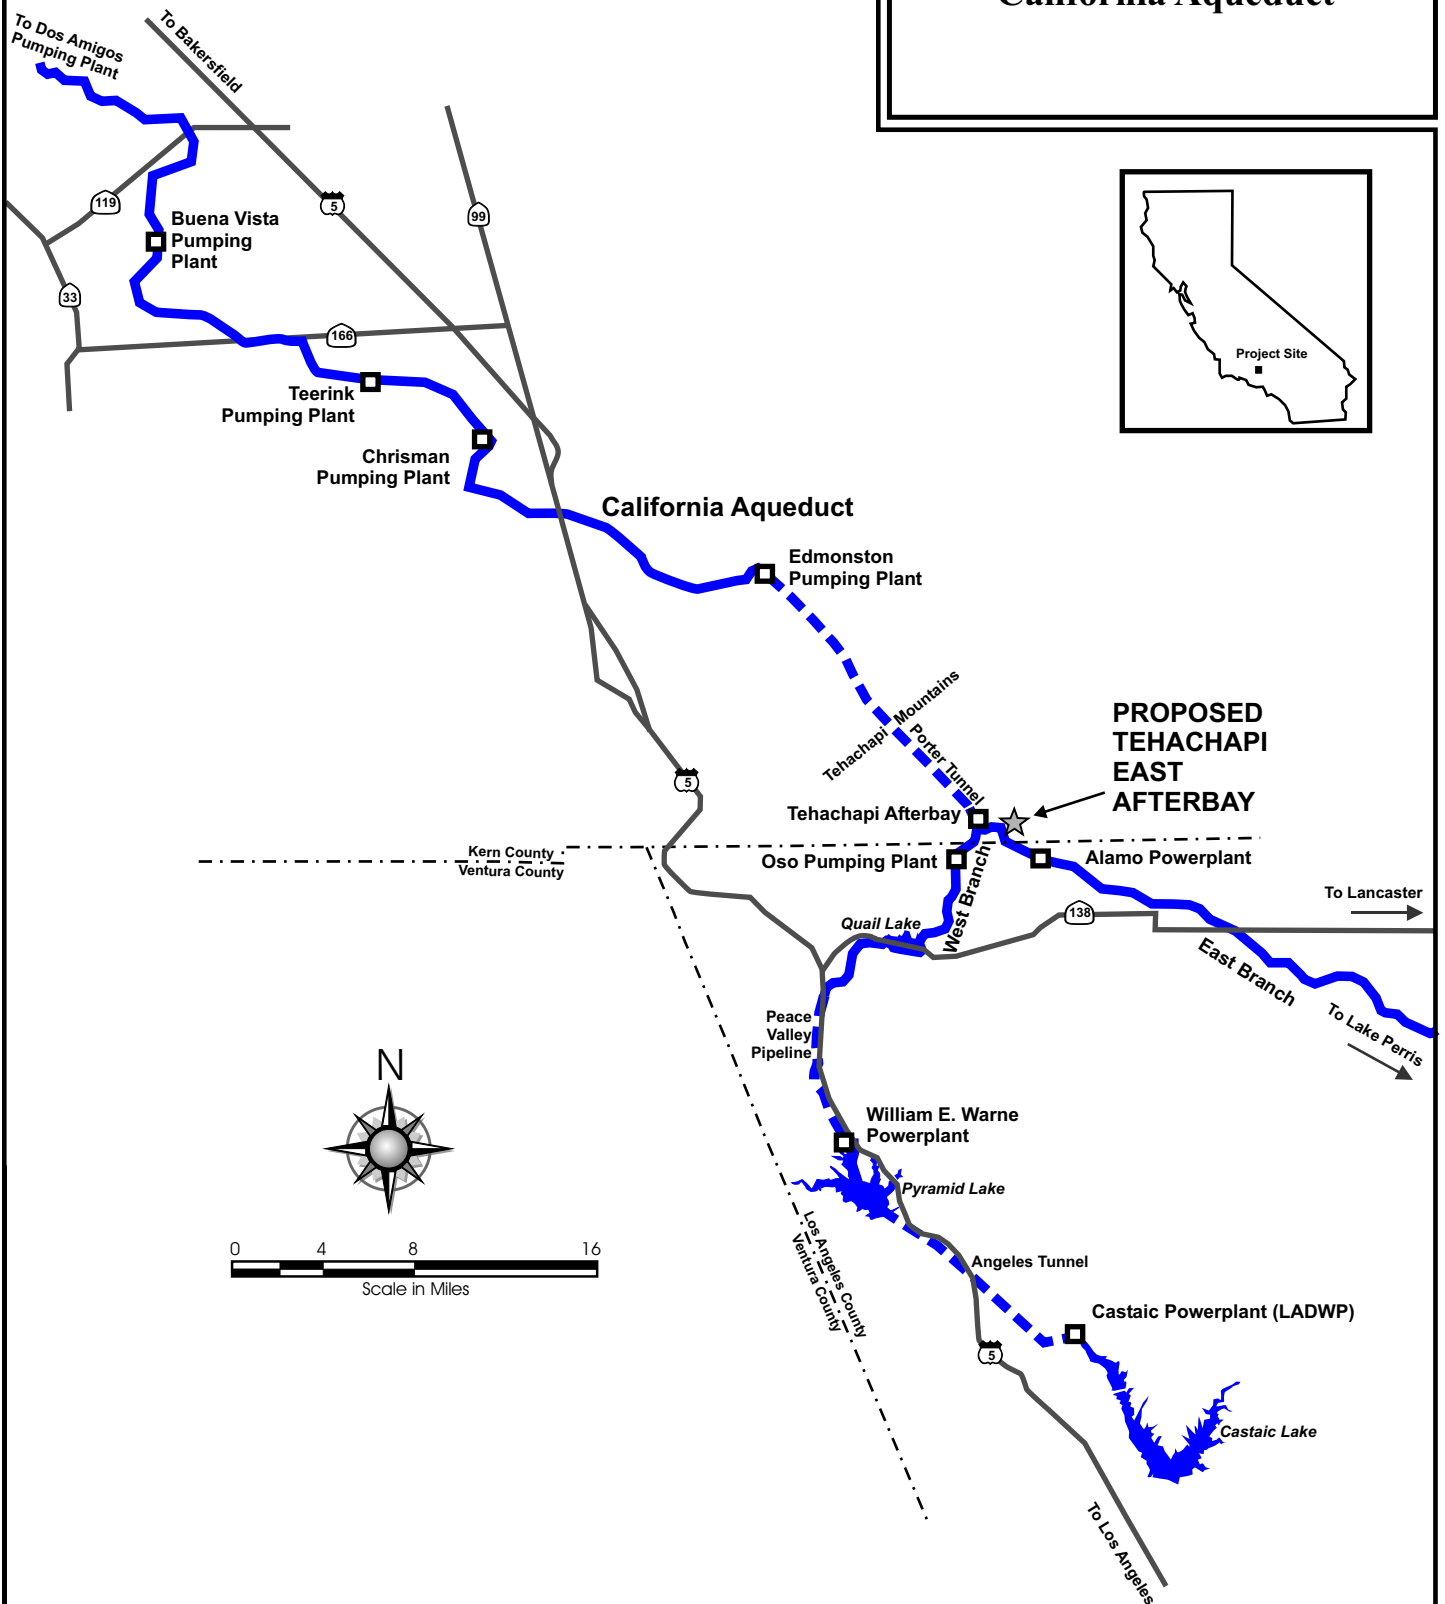 California Aqueduct
To Dos Amigos
Pumping Plant
To Bakersfield
119
5
99
Buena Vista
Pumping
Plant
33
166
Project Site
Teerink
Pumping Plant
Chrisman
Pumping Plant
California Aqueduct
Edmonston
Pumping Plant
Tehachapi Mountains
Porter Tunnel
PROPOSED
TEHACHAPI
EAST
AFTERBAY
5
Tehachapi Afterbay
Kern County
Ventura County
Oso Pumping Plant
Alamo Powerplant
West Branch
To Lancaster
138
Quail Lake
East Branch
Peace
Valley
Pipeline
To Lake Perris
N
William E. Warne
Powerplant
Pyramid Lake
Los Angeles County
Ventura County
0 4 8 16
Scale in Miles
Angeles Tunnel
Castaic Powerplant (LADWP)
5
Castaic Lake
To Los Angeles